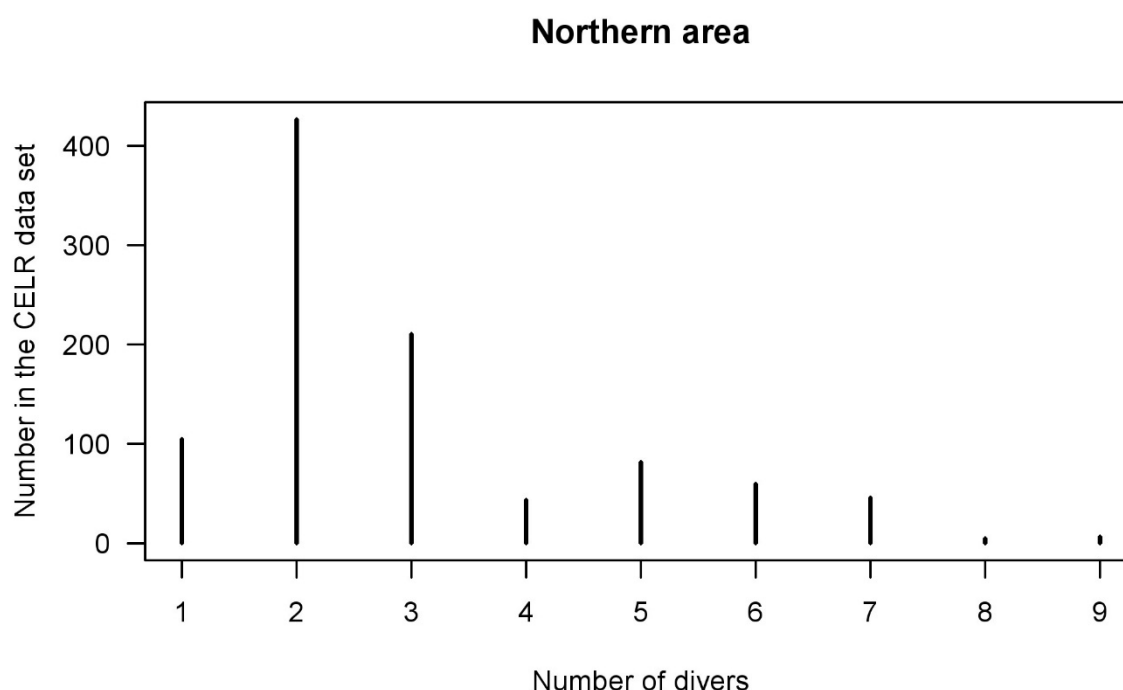 Northern area
Number in the CELR data set
400
300
200
100
0
1 2 3 4 5 6 7 8 9
Number of divers